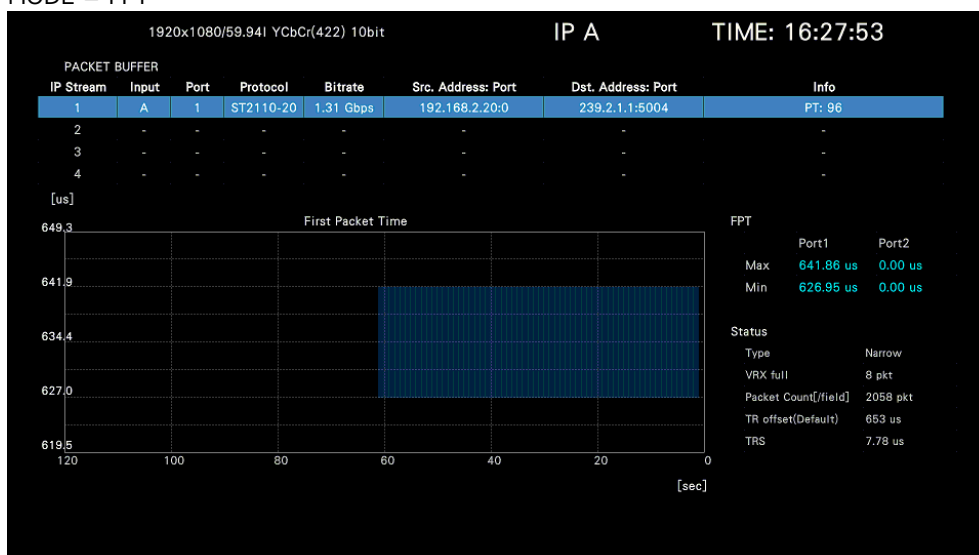 1920x1080/59.94I YCbCr(422) 10bit IP A TIME: 16:27:53
PACKET BUFFER
IP Stream Input Port Protocol Bitrate Src. Address: Port Dst. Address: Port Info
1 A 1 ST2110-20 1.31 Gbps 192.168.2.20:0 239.2.1.1:5004 PT: 96
2 - - - - - - -
3 - - - - - - -
4 - - - - - - -
[us]
First Packet Time
649.3
641.9
634.4
627.0
619.5
120 100 80 60 40 20 0
[sec]
FPT
Port1 Port2
Max 641.86 us 0.00 us
Min 626.95 us 0.00 us
Status
Type Narrow
VRX full 8 pkt
Packet Count[/field] 2058 pkt
TR offset(Default) 653 us
TRS 7.78 us